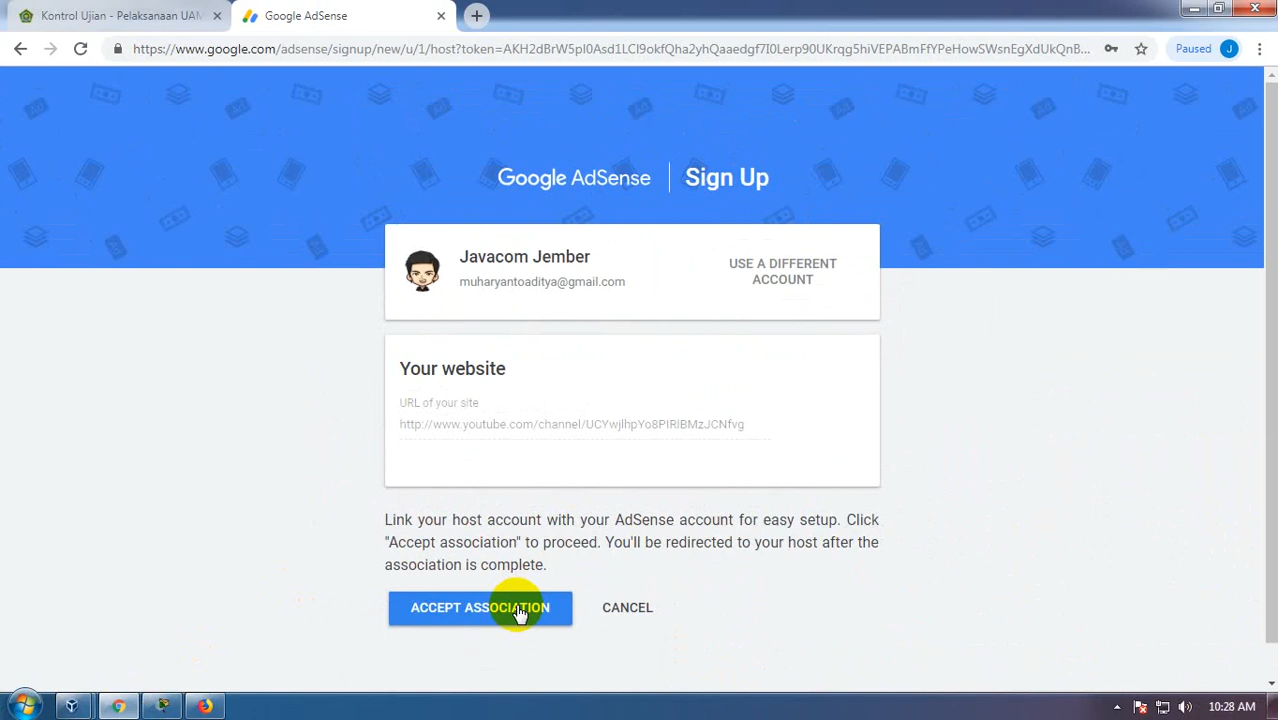 Kontrol Ujian - Pelaksanaan UAM
Google AdSense
https://www.google.com/adsense/signup/new/u/1/host?token=AKH2dBrW5pl0Asd1LCI9okfQha2yhQaaedgf7I0Lerp90UKrqg5hiVEPABmFfYPeHowSWsnEgXdUkQnB...
Paused
J
Google AdSense | Sign Up
Javacom Jember
muharyantoaditya@gmail.com
USE A DIFFERENT
ACCOUNT
Your website
URL of your site
http://www.youtube.com/channel/UCYwjlhpYo8PIRlBMzJCNfvg
Link your host account with your AdSense account for easy setup. Click
"Accept association" to proceed. You'll be redirected to your host after the
association is complete.
ACCEPT ASSOCIATION
CANCEL
10:28 AM